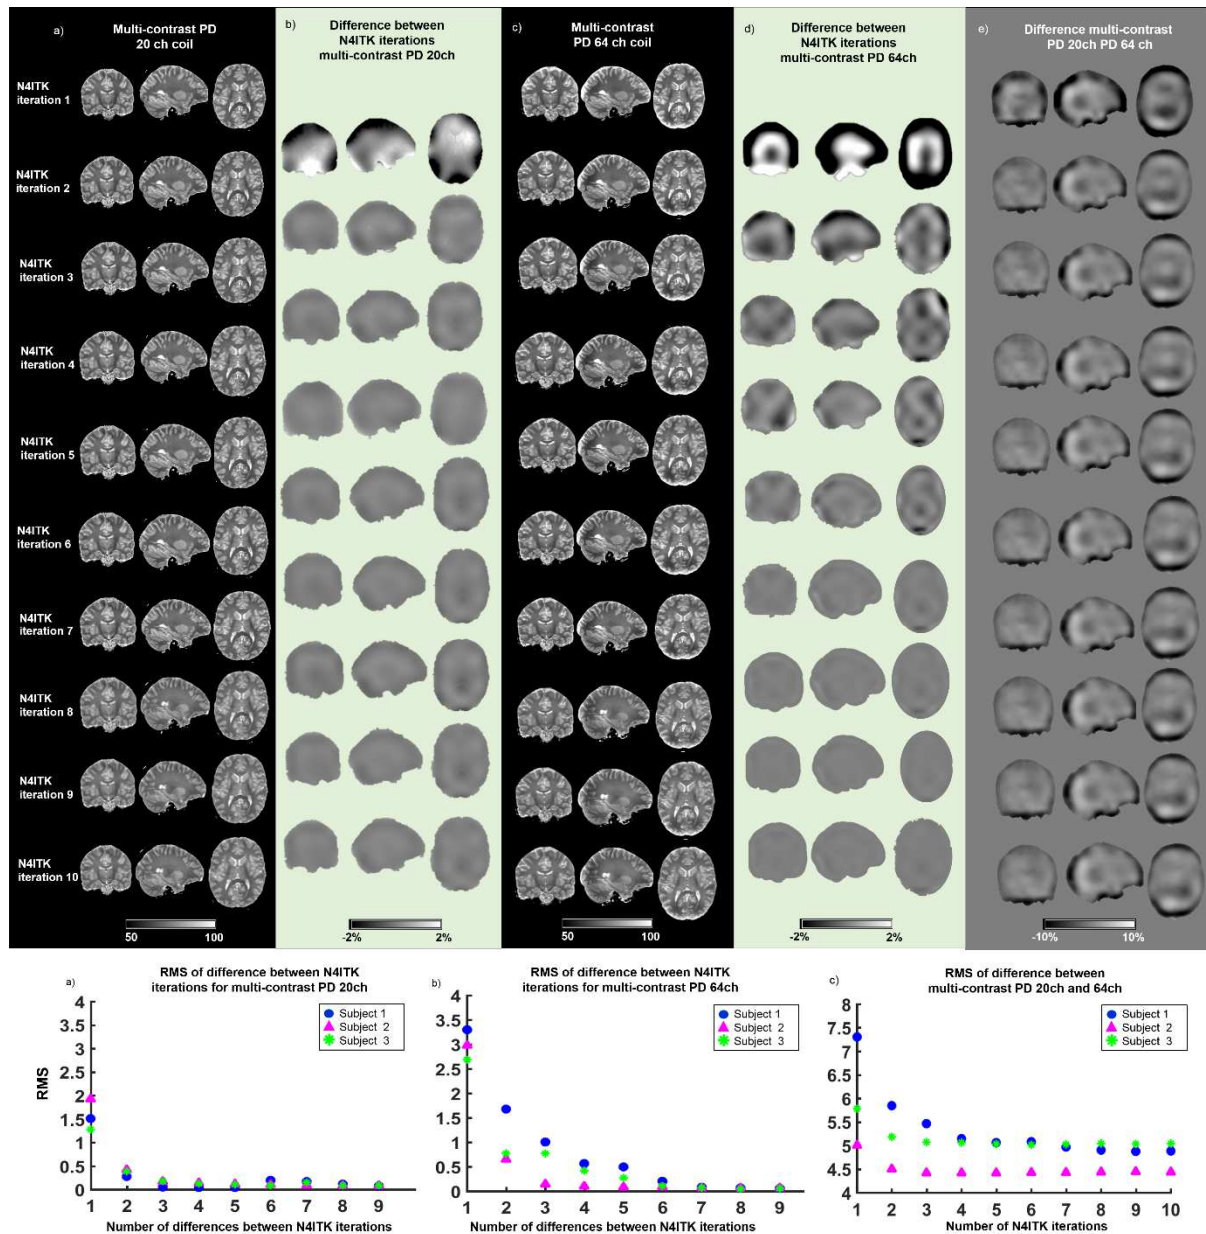 a)
Multi-contrast PD
20 ch coil
b)
Difference between
N4ITK iterations
multi-contrast PD 20ch
c)
Multi-contrast
PD 64 ch coil
d)
Difference between
N4ITK iterations
multi-contrast PD 64ch
e)
Difference multi-contrast
PD 20ch PD 64 ch
N4ITK
iteration 1
N4ITK
iteration 2
N4ITK
iteration 3
N4ITK
iteration 4
N4ITK
iteration 5
N4ITK
iteration 6
N4ITK
iteration 7
N4ITK
iteration 8
N4ITK
iteration 9
N4ITK
iteration 10
50 100
-2% 2%
50 100
-2% 2%
-10% 10%
a)
RMS of difference between N4ITK
iterations for multi-contrast PD 20ch
Subject 1
Subject 2
Subject 3
RMS
4
3.5
3
2.5
2
1.5
1
0.5
0
1 2 3 4 5 6 7 8 9
Number of differences between N4ITK iterations
b)
RMS of difference between N4ITK
iterations for multi-contrast PD 64ch
Subject 1
Subject 2
Subject 3
4
3.5
3
2.5
2
1.5
1
0.5
0
1 2 3 4 5 6 7 8 9
Number of differences between N4ITK iterations
c)
RMS of difference between
multi-contrast PD 20ch and 64ch
Subject 1
Subject 2
Subject 3
8
7.5
7
6.5
6
5.5
5
4.5
4
1 2 3 4 5 6 7 8 9 10
Number of N4ITK iterations